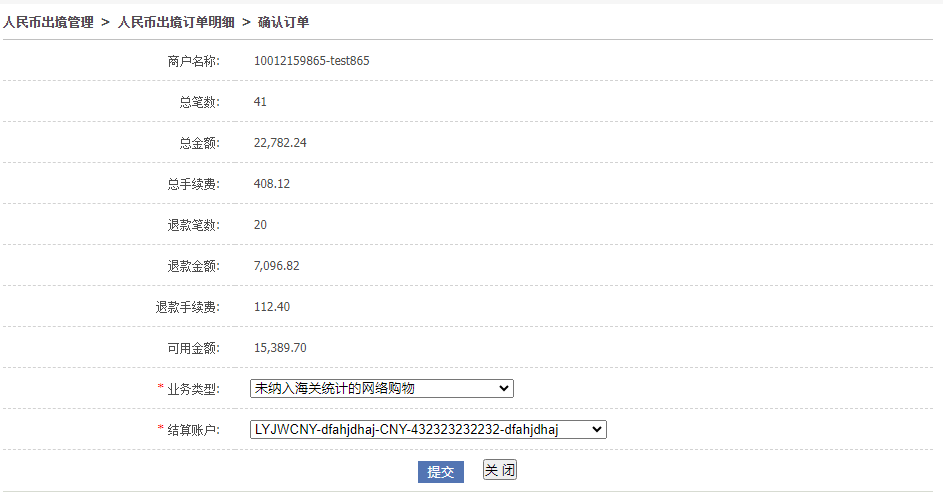 人民币出境管理 > 人民币出境订单明细 > 确认订单
商户名称: 10012159865-test865
总笔数: 41
总金额: 22,782.24
总手续费: 408.12
退款笔数: 20
退款金额: 7,096.82
退款手续费: 112.40
可用金额: 15,389.70
* 业务类型: 未纳入海关统计的网络购物
* 结算账户: LYJWCNY-dfahjdhaj-CNY-432323232232-dfahjdhaj
提交 关 闭